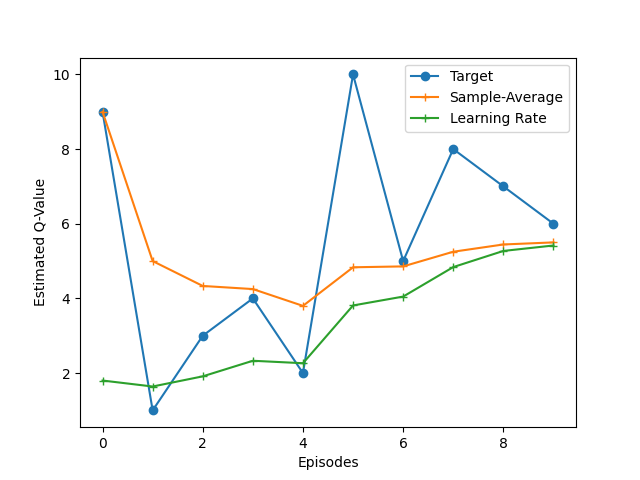 Target
Sample-Average
Learning Rate
10
8
6
4
2
Estimated Q-Value
0 2 4 6 8
Episodes